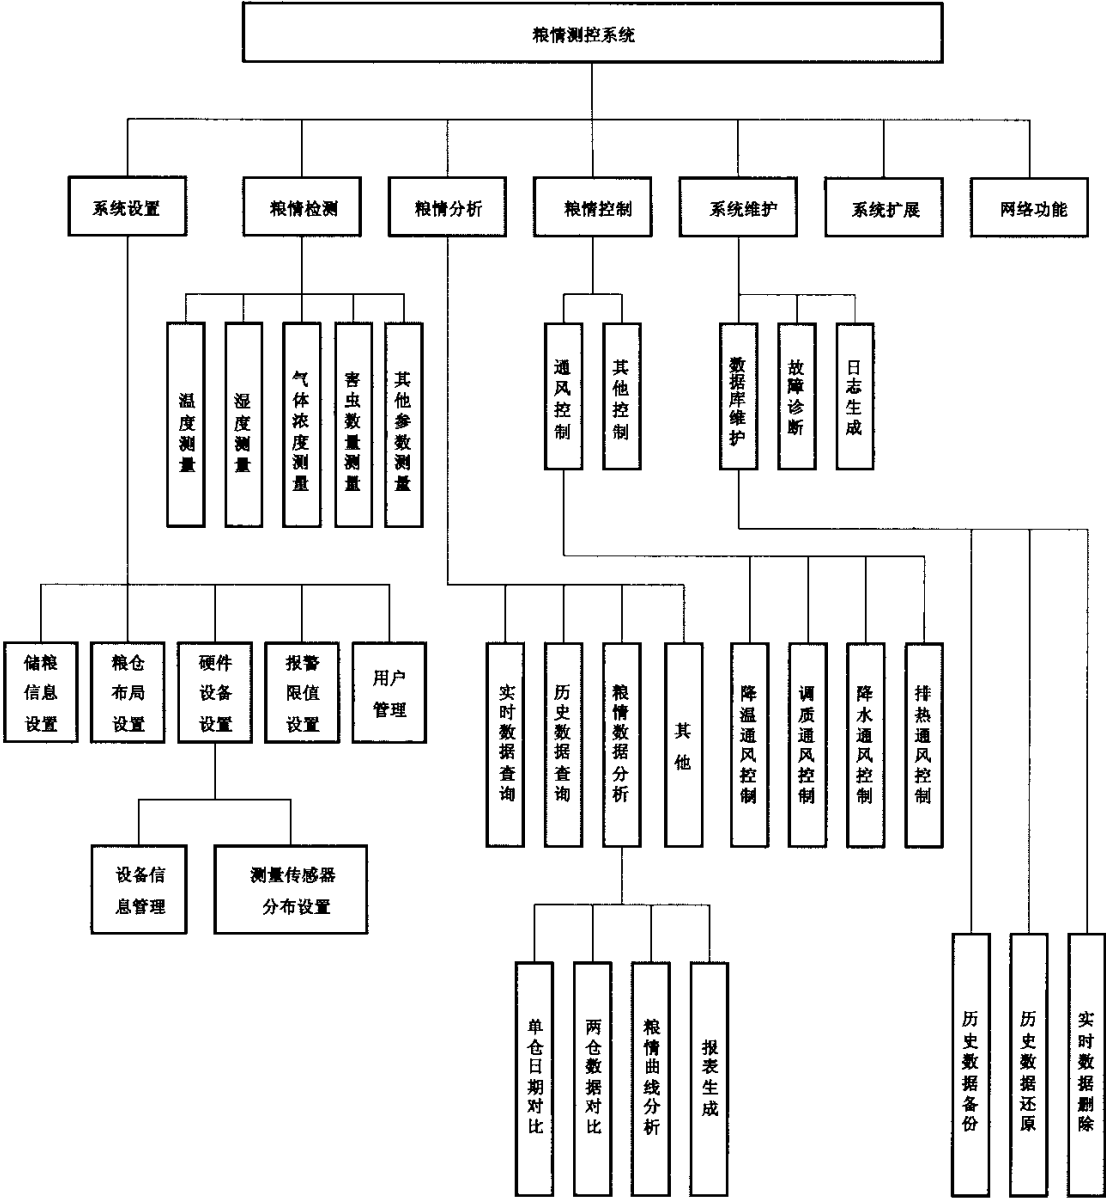 粮情测控系统
系统设置
粮情检测
粮情分析
粮情控制
系统维护
系统扩展
网络功能
温度测量
湿度测量
气体浓度测量
害虫数量测量
其他参数测量
通风控制
其他控制
数据库维护
故障诊断
日志生成
储粮
信息
设置
粮仓
布局
设置
硬件
设备
设置
报警
限值
设置
用户
管理
实时数据查询
历史数据查询
粮情数据分析
其他
降温通风控制
调质通风控制
降水通风控制
排热通风控制
设备信
息管理
测量传感器
分布设置
单仓日期对比
两仓数据对比
粮情曲线分析
报表生成
历史数据备份
历史数据还原
实时数据删除